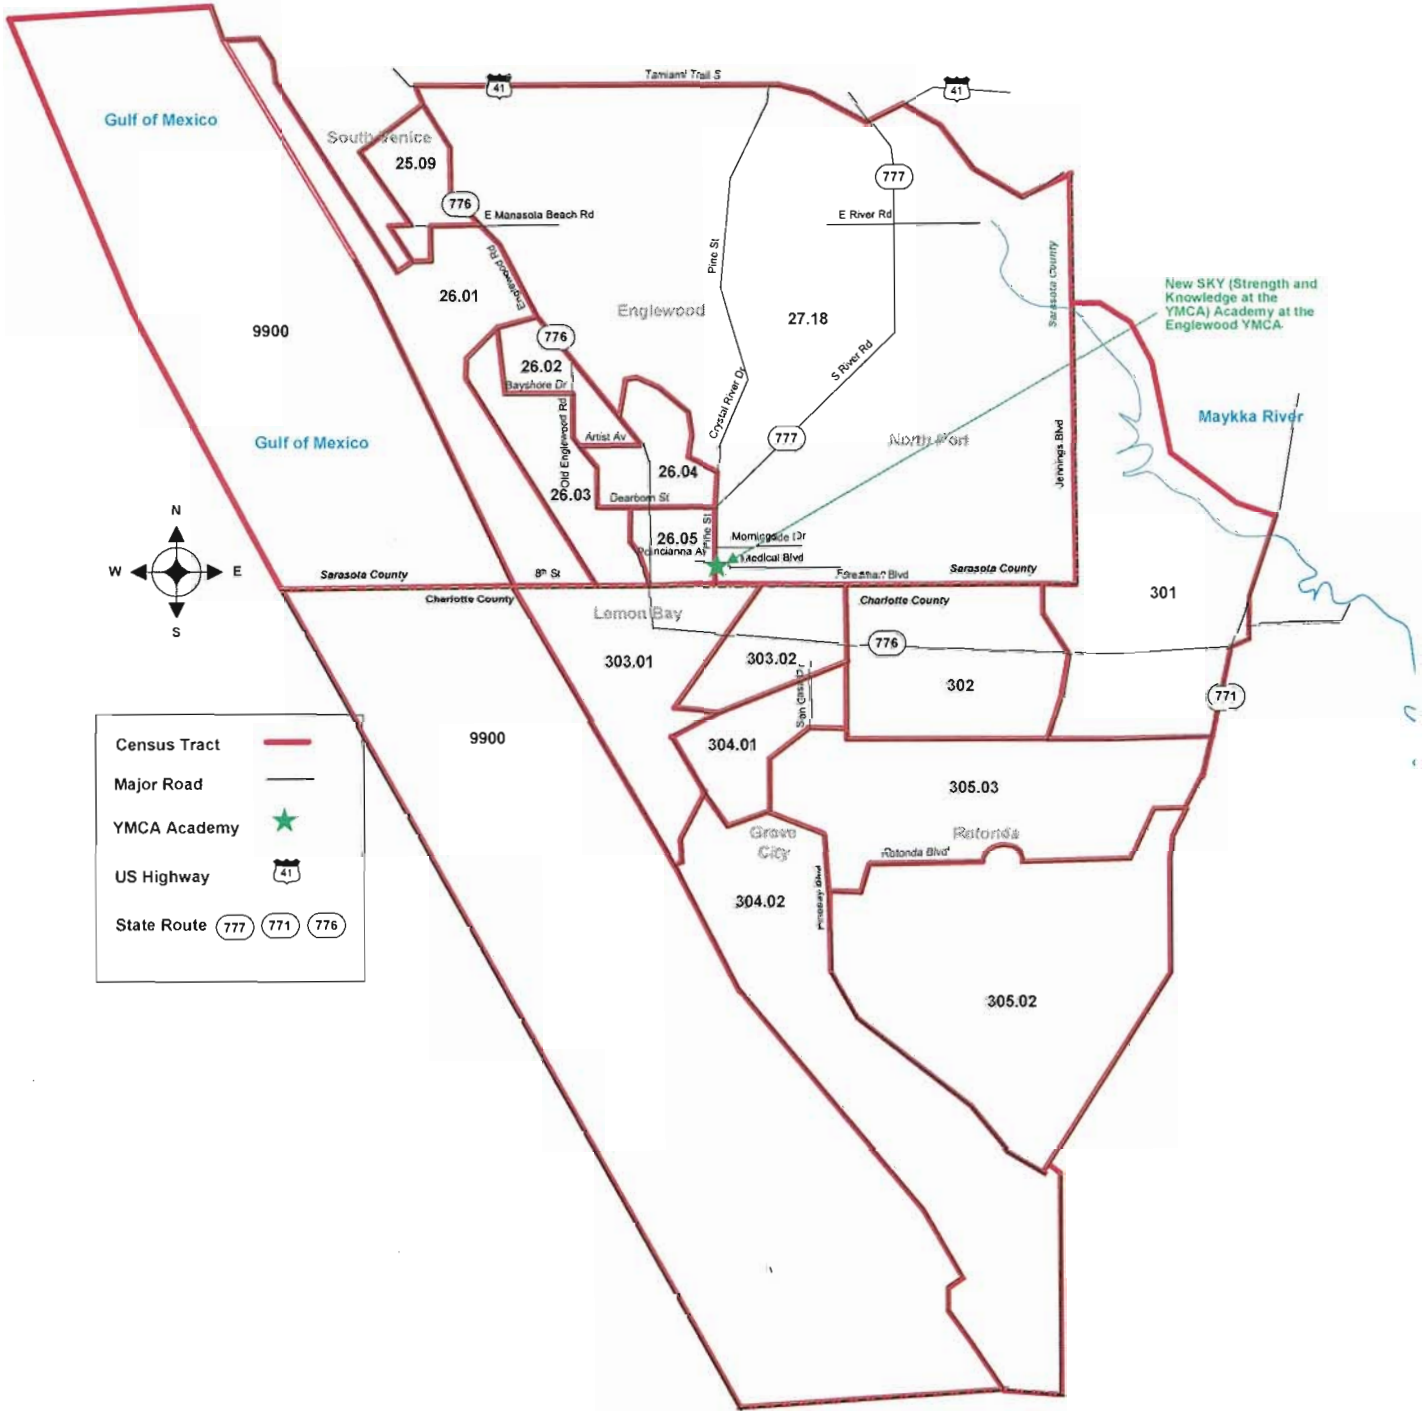 Tamiami Trail S
41
41
Gulf of Mexico
South Venice
25.09
777
776
E Manasota Beach Rd
E River Rd
Englewood Rd
Pine St
Sarasota County
26.01
New SKY (Strength and
Knowledge at the
YMCA) Academy at the
Englewood YMCA
Englewood
27.18
9900
776
26.02
S River Rd
Bayshore Dr
Crystal River Dr
Maykka River
Gulf of Mexico
Old Englewood Rd
Artist Av
777
North Port
Jennings Blvd
26.04
26.03
Dearborn St
N
W
E
S
26.05
Pine St
Morningside Dr
Poincianna Av
Medical Blvd
Sarasota County
8th St
Sarasota County
Charlotte County
Charlotte County
301
Lemon Bay
776
303.01
303.02
302
San Casa Dr
771
Census Tract
Major Road
YMCA Academy
US Highway
41
State Route
777
771
776
9900
304.01
305.03
Grove
City
Rotonda
Rotonda Blvd
304.02
305.02